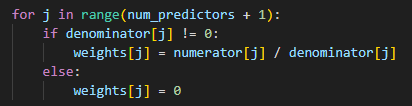 for j in range(num_predictors + 1):
    if denominator[j] != 0:
        weights[j] = numerator[j] / denominator[j]
    else:
        weights[j] = 0